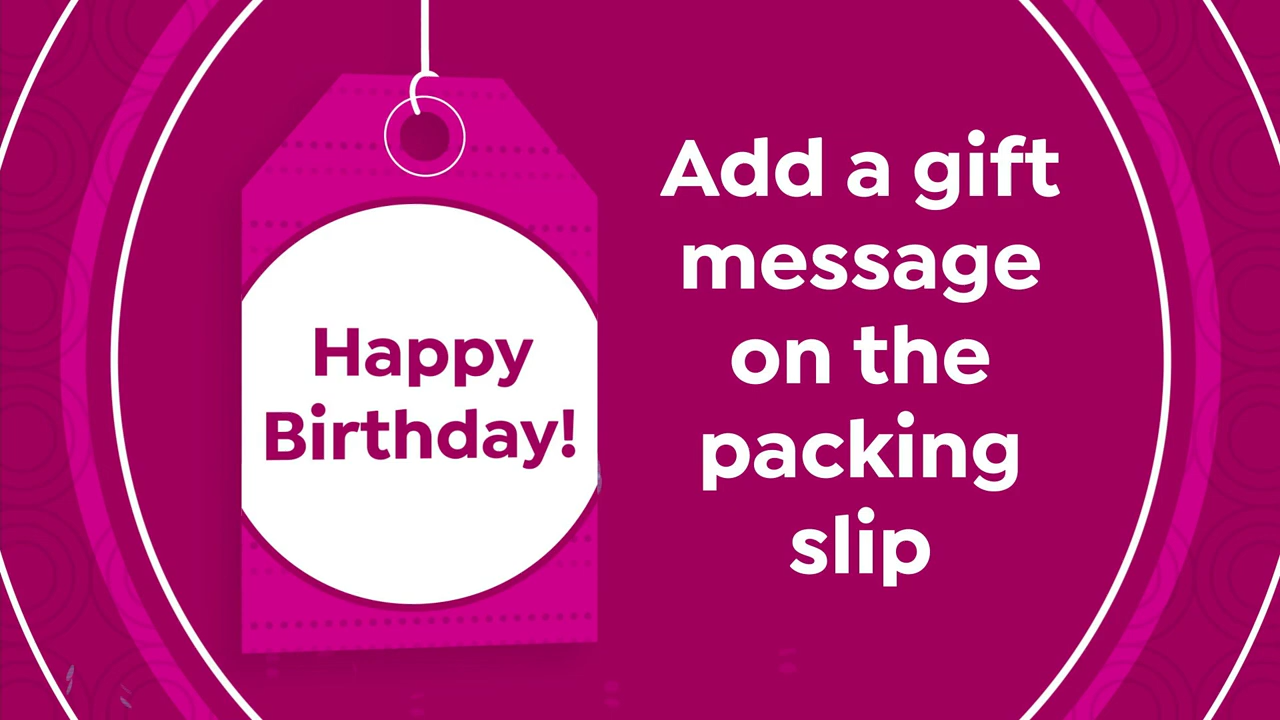 Happy
Birthday!
Add a gift
message
on the
packing
slip